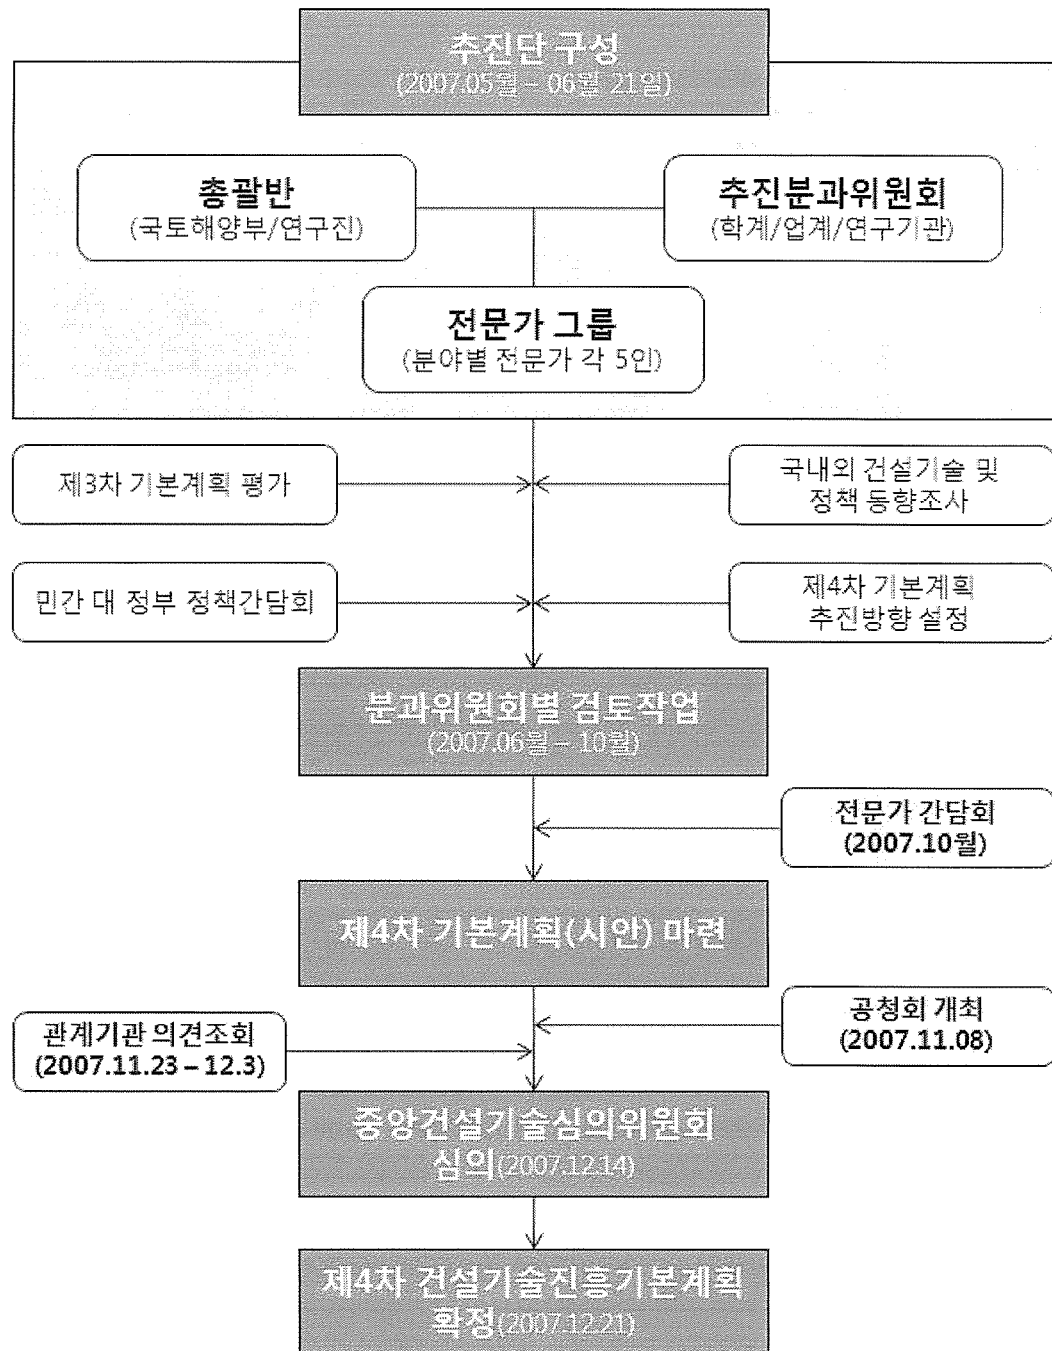 추진단 구성
(2007.05월 – 06월 21일)
총괄반
(국토해양부/연구진)
추진분과위원회
(학계/업계/연구기관)
전문가 그룹
(분야별 전문가 각 5인)
제3차 기본계획 평가
국내외 건설기술 및
정책 동향조사
민간 대 정부 정책간담회
제4차 기본계획
추진방향 설정
분과위원회별 검토작업
(2007.06월 – 10월)
전문가 간담회
(2007.10월)
제4차 기본계획(시안) 마련
공청회 개최
(2007.11.08)
관계기관 의견조회
(2007.11.23 – 12.3)
중앙건설기술심의위원회
심의(2007.12.14)
제4차 건설기술진흥기본계획
확정(2007.12.21)